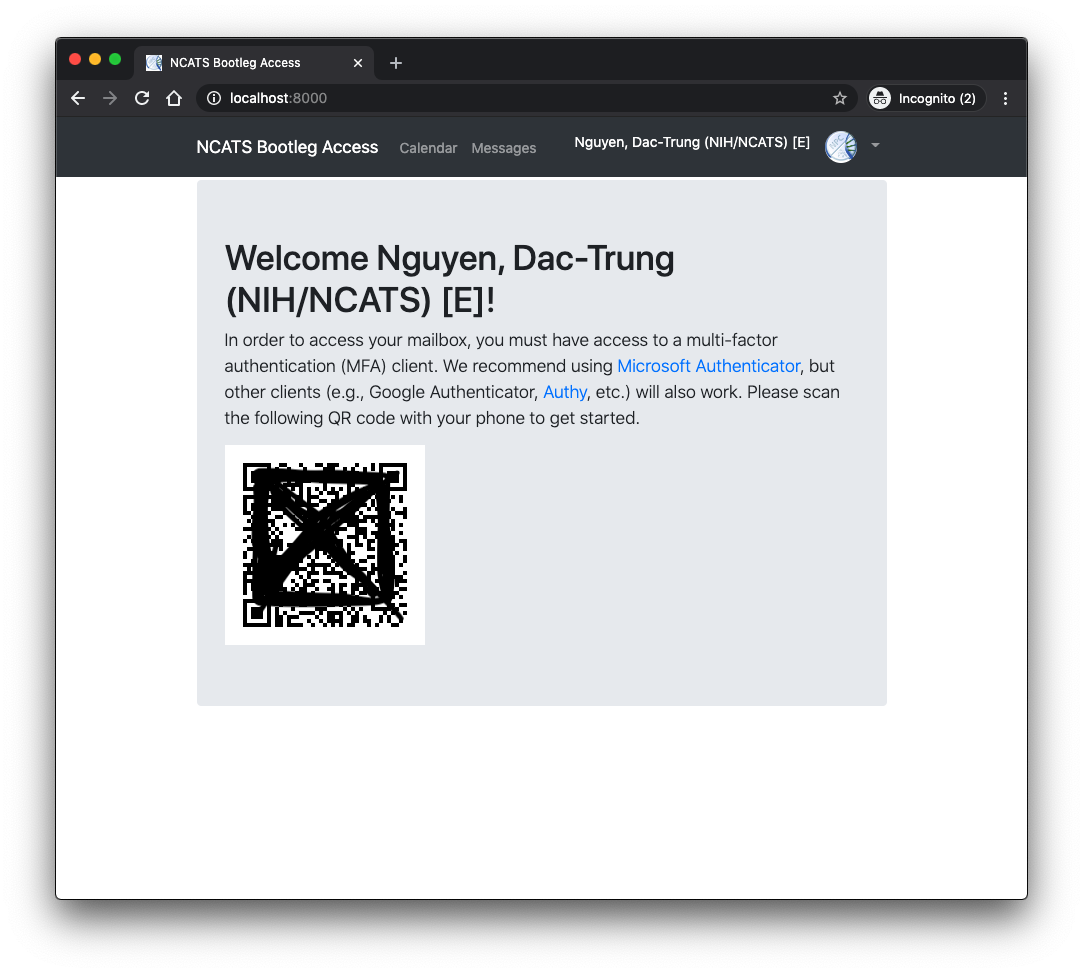 NCATS Bootleg Access
localhost:8000
Incognito (2)
NCATS Bootleg Access Calendar Messages Nguyen, Dac-Trung (NIH/NCATS) [E]
Welcome Nguyen, Dac-Trung
(NIH/NCATS) [E]!
In order to access your mailbox, you must have access to a multi-factor
authentication (MFA) client. We recommend using Microsoft Authenticator, but
other clients (e.g., Google Authenticator, Authy, etc.) will also work. Please scan
the following QR code with your phone to get started.